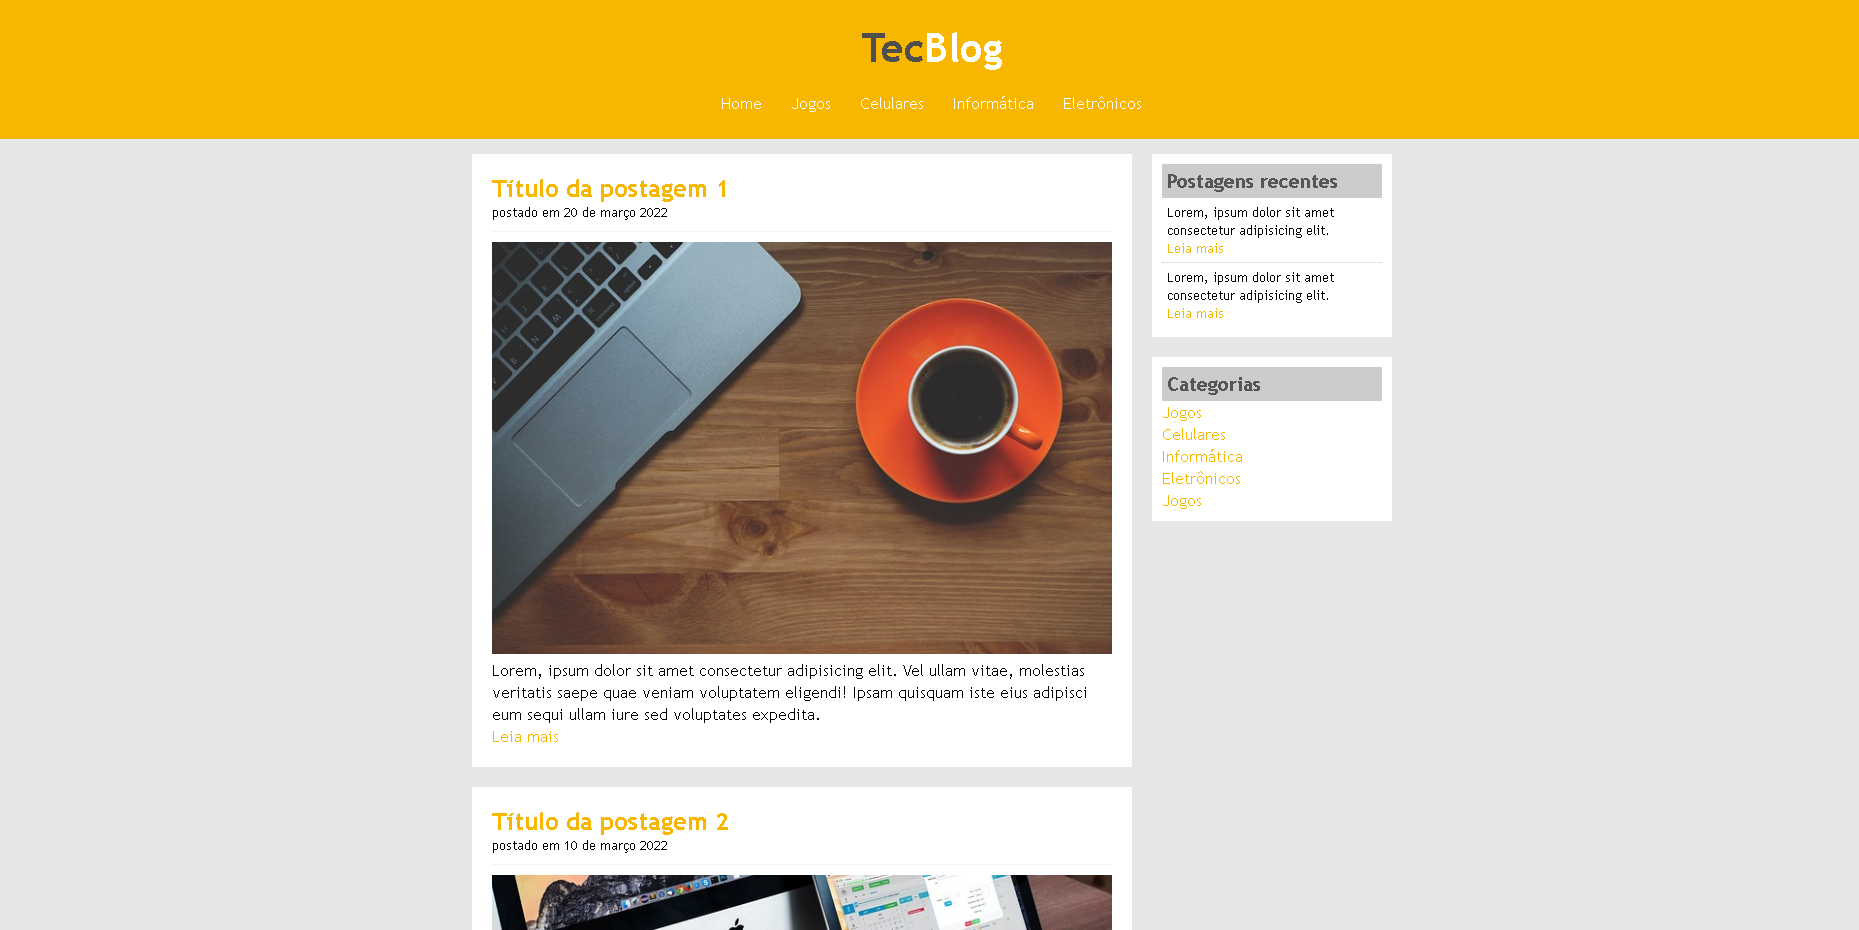 TecBlog
Home Jogos Celulares Informática Eletrônicos
Título da postagem 1
postado em 20 de março 2022
Lorem, ipsum dolor sit amet consectetur adipisicing elit. Vel ullam vitae, molestias
veritatis saepe quae veniam voluptatem eligendi! Ipsam quisquam iste eius adipisci
eum sequi ullam iure sed voluptates expedita.
Leia mais
Título da postagem 2
postado em 10 de março 2022
Postagens recentes
Lorem, ipsum dolor sit amet
consectetur adipisicing elit.
Leia mais
Lorem, ipsum dolor sit amet
consectetur adipisicing elit.
Leia mais
Categorias
Jogos
Celulares
Informática
Eletrônicos
Jogos